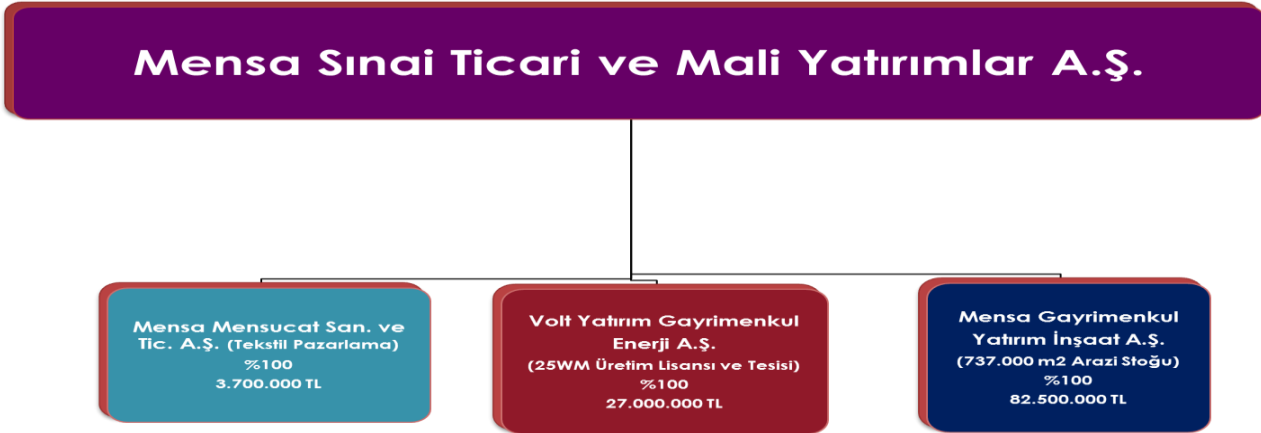 Mensa Sınai Ticari ve Mali Yatırımlar A.Ş.
Mensa Mensucat San. ve
Tic. A.Ş. (Tekstil Pazarlama)
%100
3.700.000 TL
Volt Yatırım Gayrimenkul
Enerji A.Ş.
(25WM Üretim Lisansı ve Tesisi)
%100
27.000.000 TL
Mensa Gayrimenkul
Yatırım İnşaat A.Ş.
(737.000 m2 Arazi Stoğu)
%100
82.500.000 TL